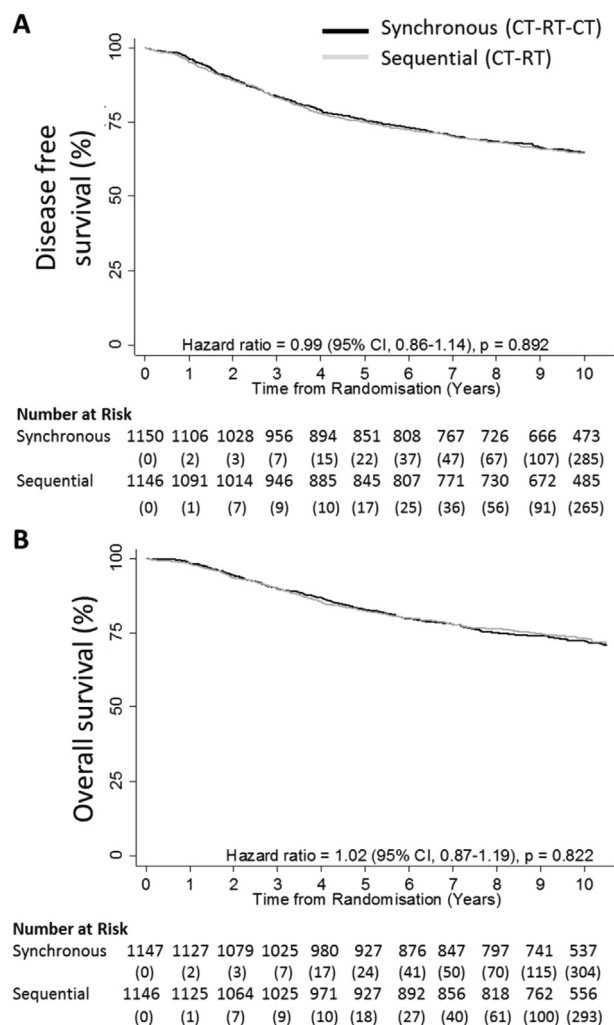 A
Synchronous (CT-RT-CT)
Sequential (CT-RT)
Disease free
survival (%)
100
75
50
25
0
Hazard ratio = 0.99 (95% CI, 0.86-1.14), p = 0.892
0 1 2 3 4 5 6 7 8 9 10
Time from Randomisation (Years)
Number at Risk
Synchronous 1150 1106 1028 956 894 851 808 767 726 666 473
(0) (2) (3) (7) (15) (22) (37) (47) (67) (107) (285)
Sequential 1146 1091 1014 946 885 845 807 771 730 672 485
(0) (1) (7) (9) (10) (17) (25) (36) (56) (91) (265)
B
Overall survival (%)
100
75
50
25
0
Hazard ratio = 1.02 (95% CI, 0.87-1.19), p = 0.822
0 1 2 3 4 5 6 7 8 9 10
Time from Randomisation (Years)
Number at Risk
Synchronous 1147 1127 1079 1025 980 927 876 847 797 741 537
(0) (2) (3) (7) (17) (24) (41) (50) (70) (115) (304)
Sequential 1146 1125 1064 1025 971 927 892 856 818 762 556
(0) (1) (7) (9) (10) (18) (27) (40) (61) (100) (293)